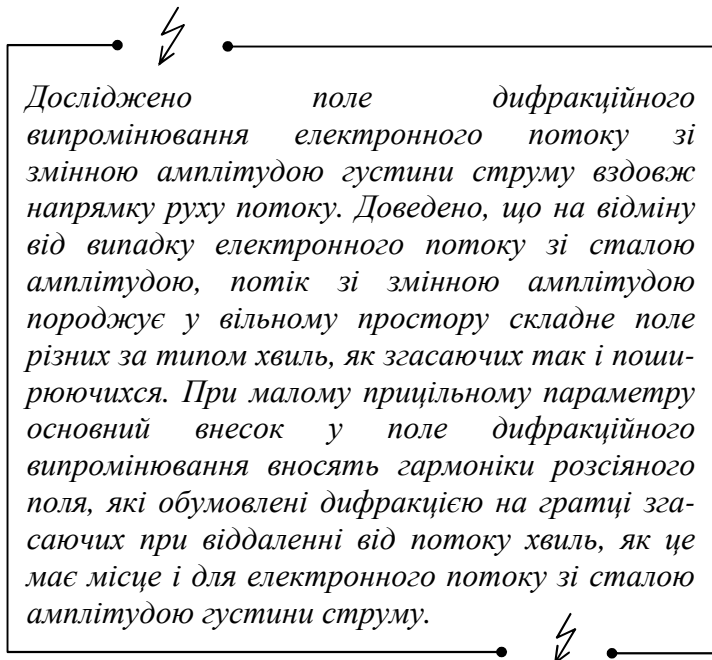 Досліджено поле дифракційного
випромінювання електронного потоку зі
змінною амплітудою густини струму вздовж
напрямку руху потоку. Доведено, що на відміну
від випадку електронного потоку зі сталою
амплітудою, потік зі змінною амплітудою
породжує у вільному простору складне поле
різних за типом хвиль, як згасаючих так і поши-
рюючихся. При малому прицільному параметру
основний внесок у поле дифракційного
випромінювання вносять гармоніки розсіяного
поля, які обумовлені дифракцією на гратці зга-
саючих при віддаленні від потоку хвиль, як це
має місце і для електронного потоку зі сталою
амплітудою густини струму.